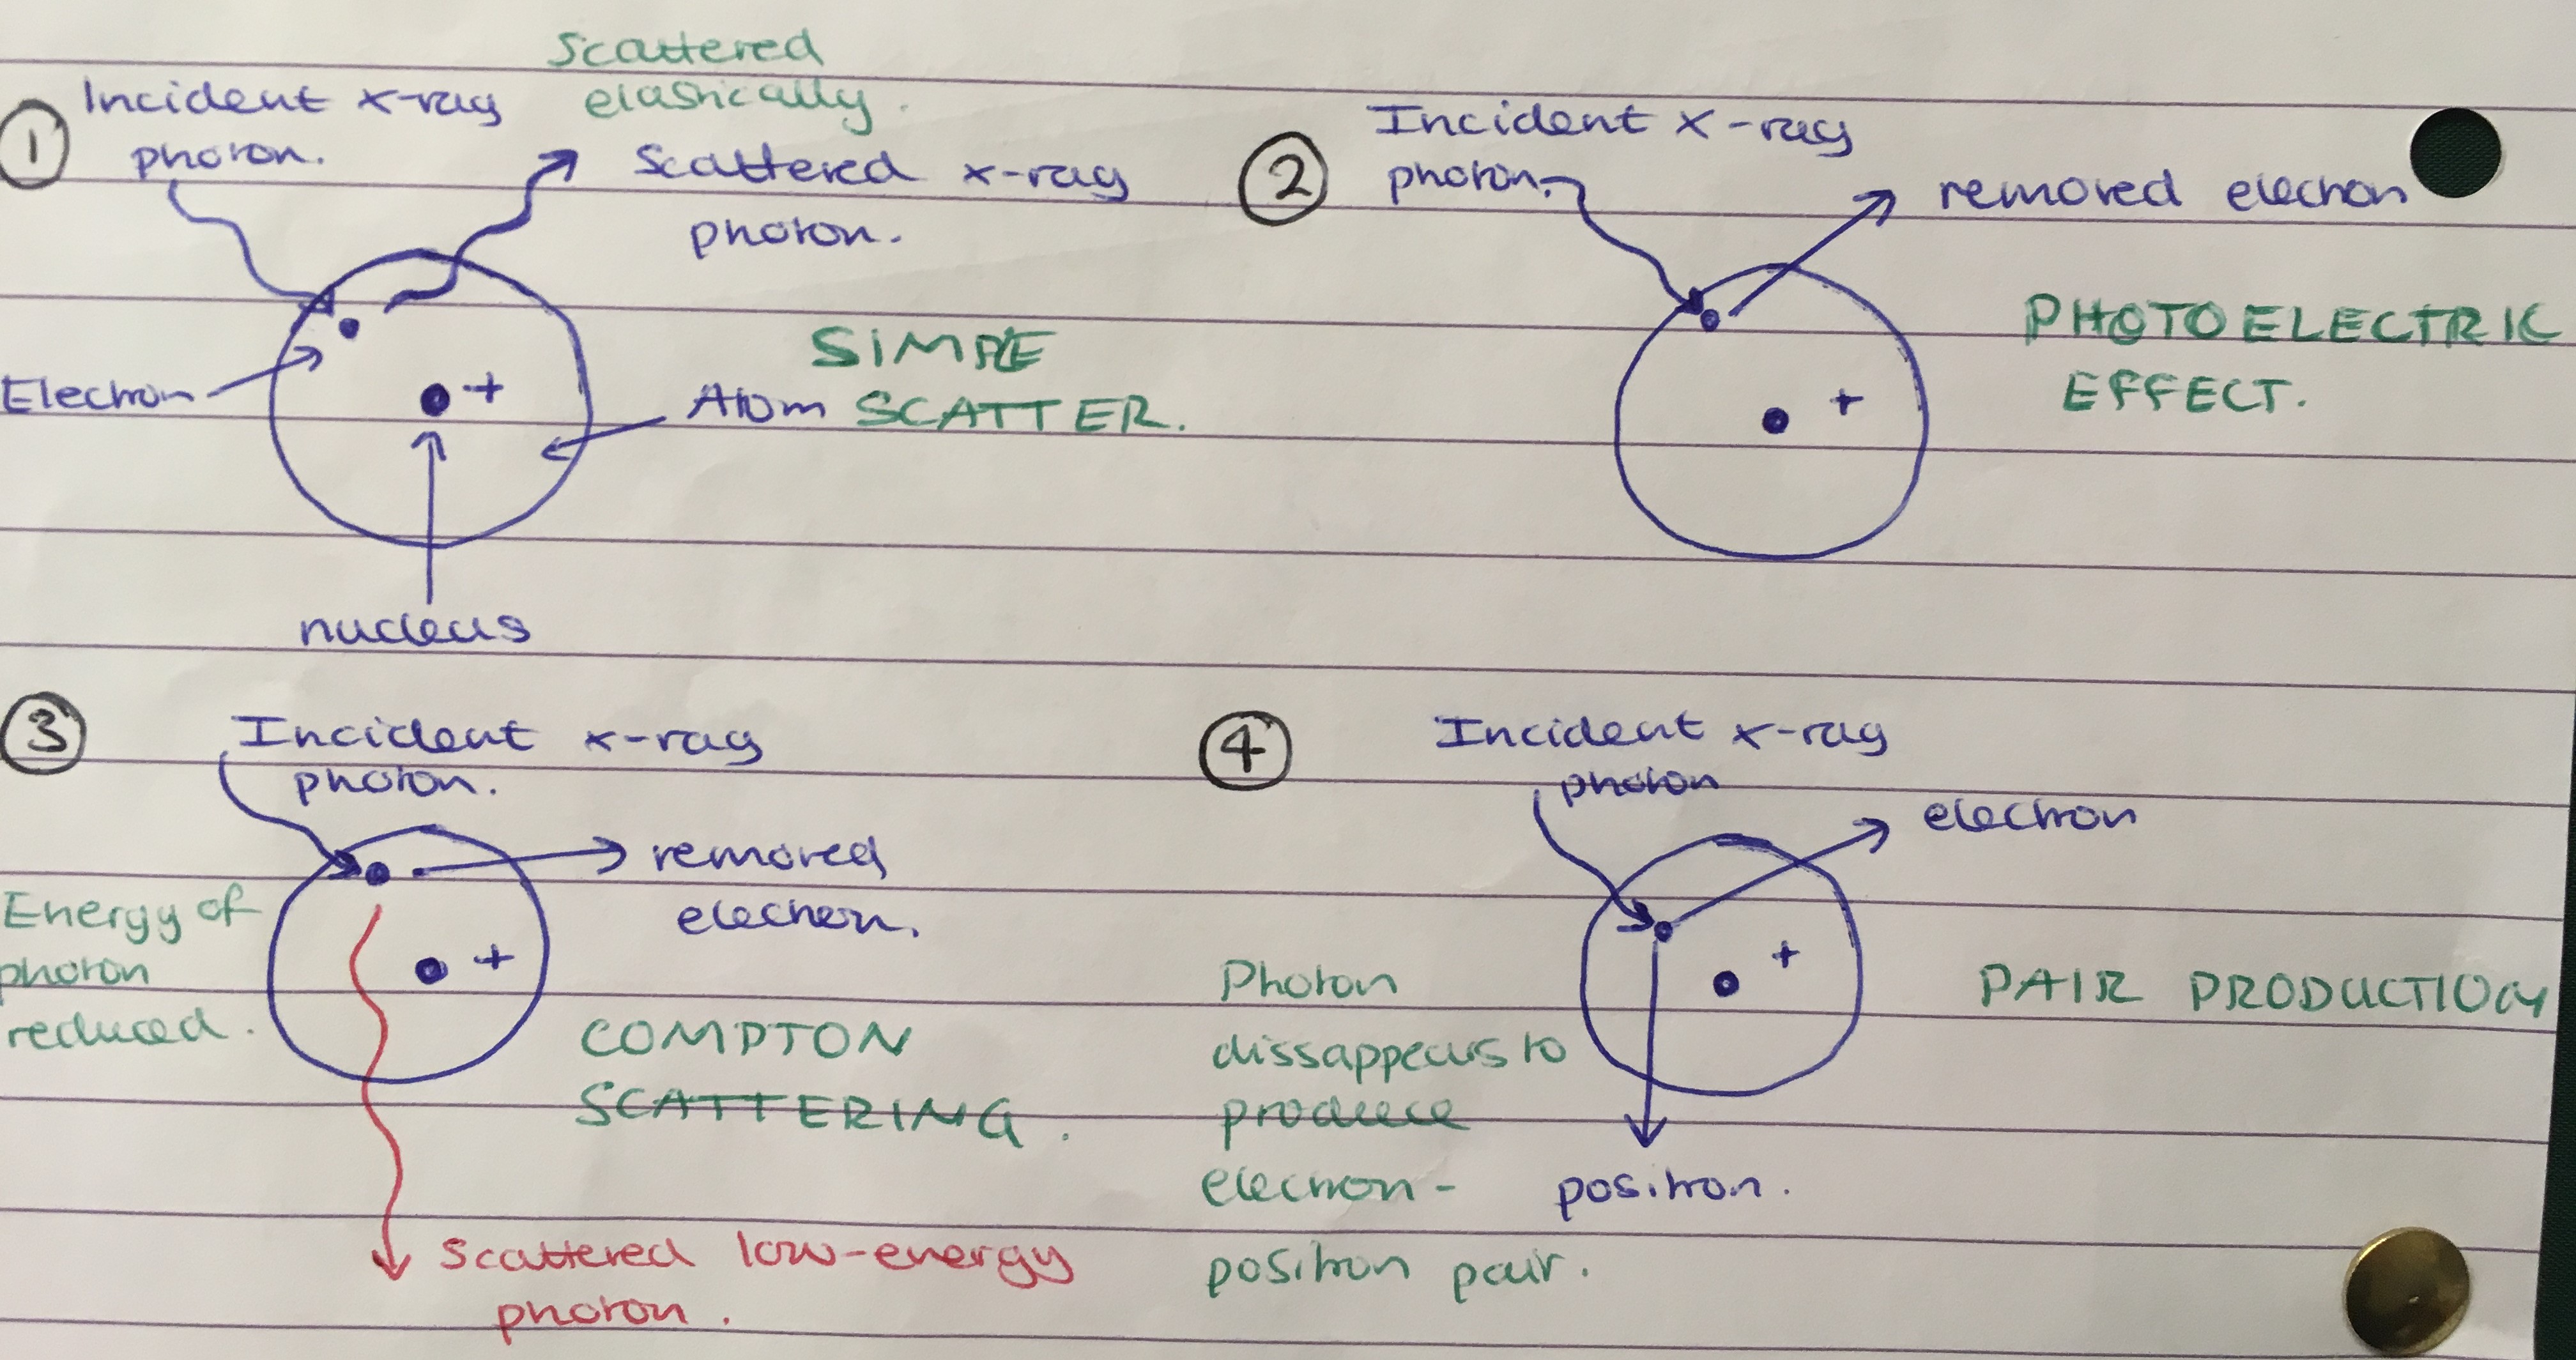 ①
Incident x-ray
photon.
Scattered
elastically.
Scattered x-ray
photon.
Electron
+
Atom
nucleus
SIMPLE
SCATTER.
②
Incident x-ray
photon.
removed electron
+
PHOTOELECTRIC
EFFECT.
③
Incident x-ray
photon.
removed
electron.
+
Energy of
photon
reduced.
COMPTON
SCATTERING.
Scattered low-energy
photon.
④
Incident x-ray
photon
electron
+
Photon
dissappears to
produce
electron-
positron pair.
positron.
PAIR PRODUCTION